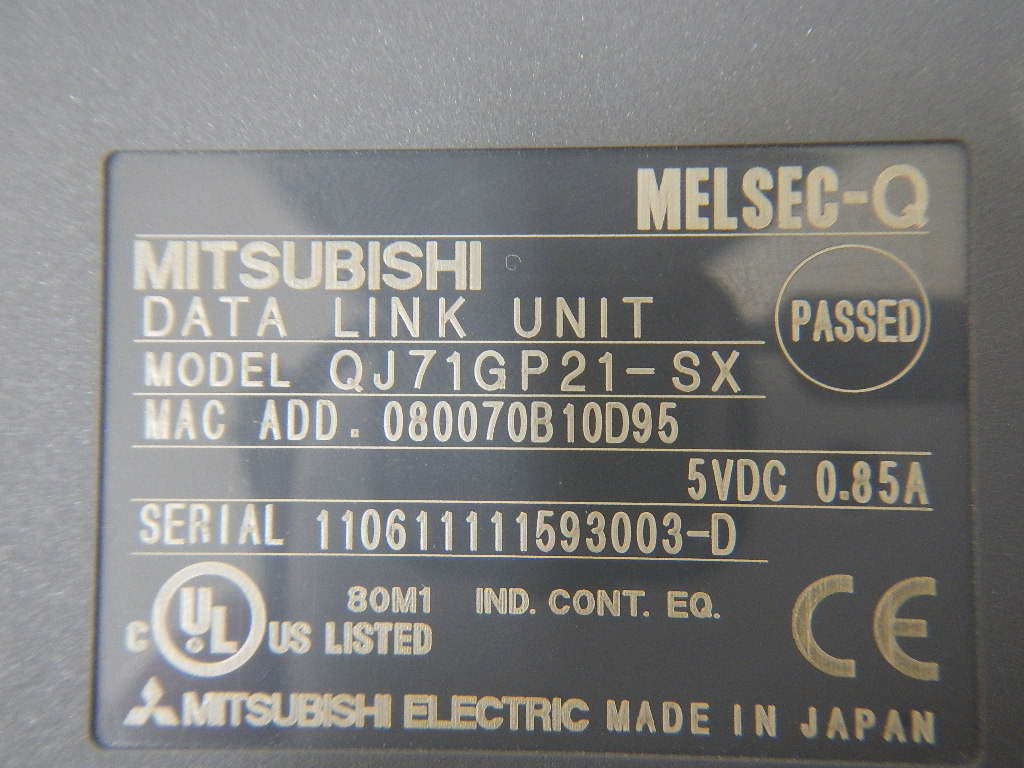 MELSEC-Q
MITSUBISHI
DATA LINK UNIT
PASSED
MODEL QJ71GP21-SX
MAC ADD. 080070B10D95
5VDC 0.85A
SERIAL 110611111593003-D
80M1 IND. CONT. EQ.
C UL US LISTED
CE
MITSUBISHI ELECTRIC MADE IN JAPAN